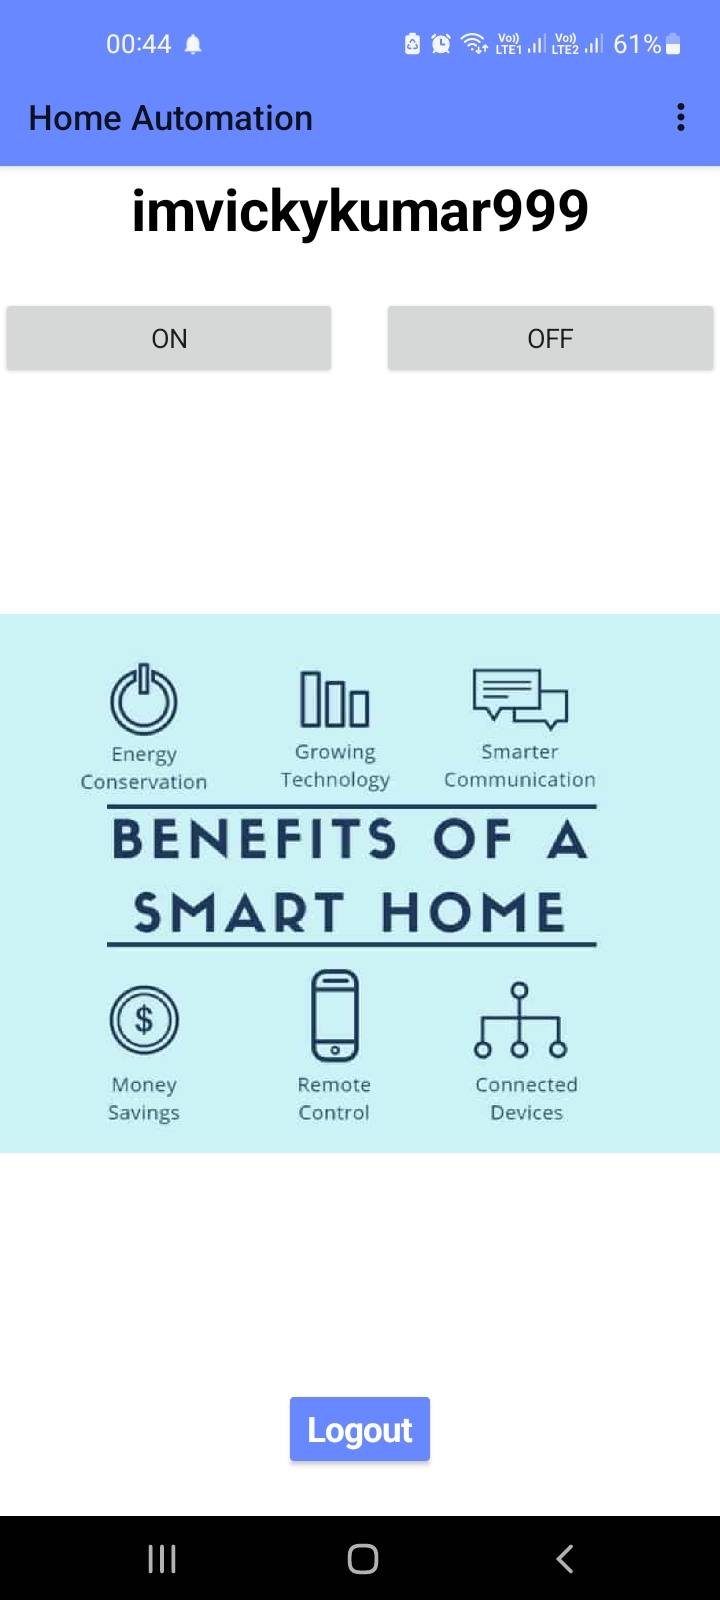 00:44 Vo)) LTE1 Vo)) LTE2 61%
Home Automation
imvickykumar999
ON OFF
Energy Conservation
Growing Technology
Smarter Communication
BENEFITS OF A
SMART HOME
$
Money Savings
Remote Control
Connected Devices
Logout